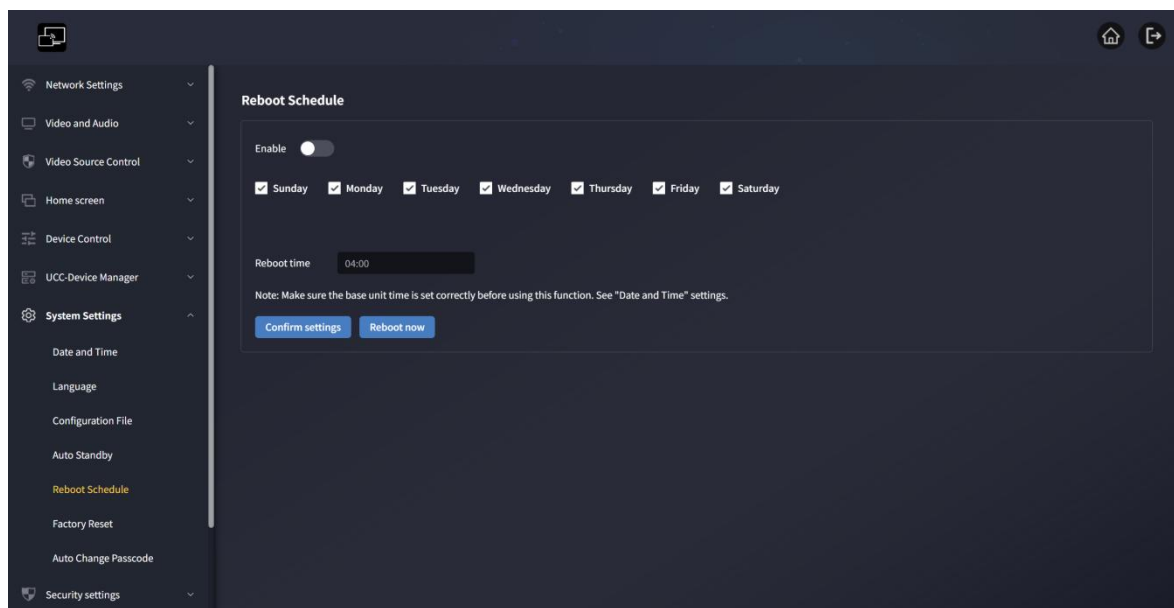 Network Settings
Video and Audio
Video Source Control
Home screen
Device Control
UCC-Device Manager
System Settings
Date and Time
Language
Configuration File
Auto Standby
Reboot Schedule
Factory Reset
Auto Change Passcode
Security settings
Reboot Schedule
Enable
Sunday Monday Tuesday Wednesday Thursday Friday Saturday
Reboot time 04:00
Note: Make sure the base unit time is set correctly before using this function. See "Date and Time" settings.
Confirm settings Reboot now